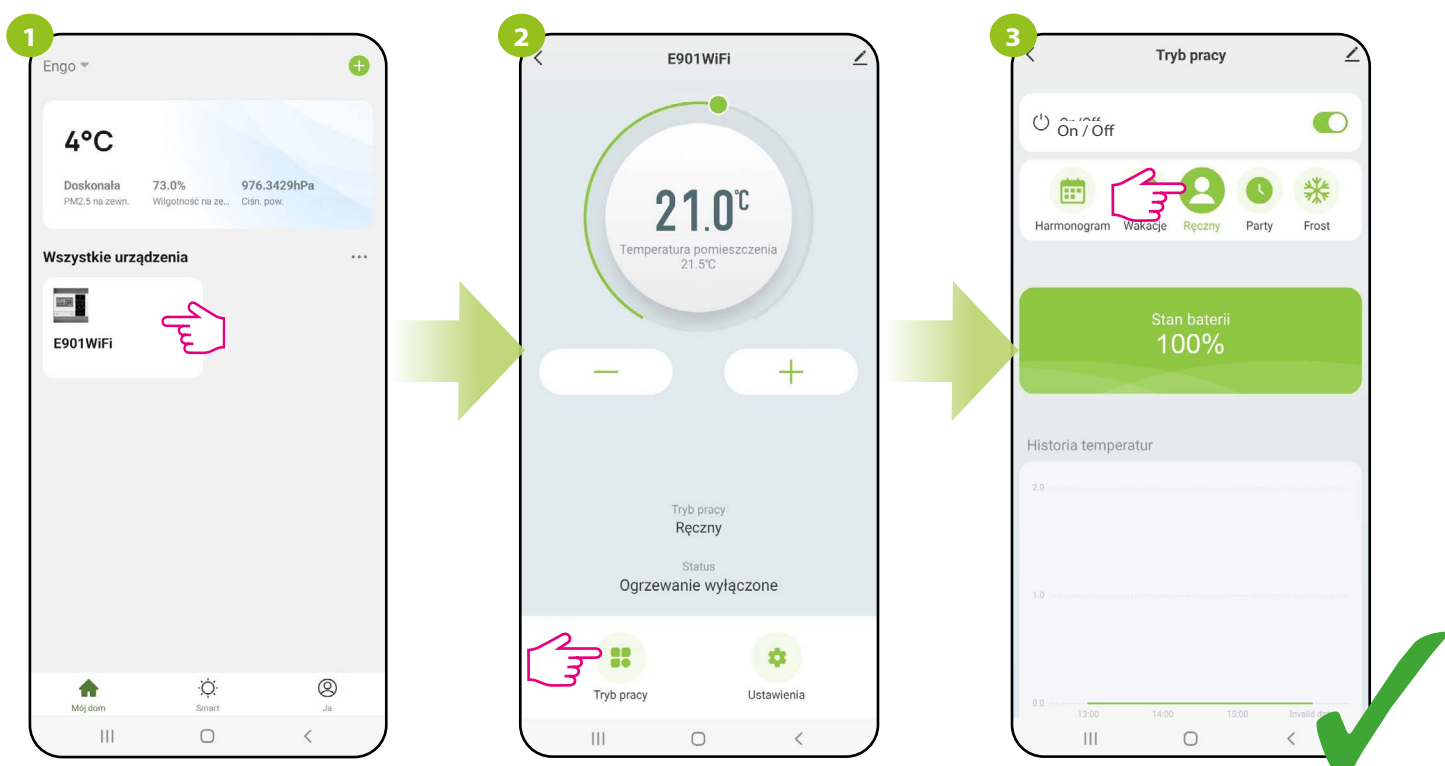 1
Engo
4°C
Doskonała 73.0% 976.3429hPa
PM2.5 na zewn. Wilgotność na ze... Ciśn. pow.
Wszystkie urządzenia
E901WiFi
Mój dom Smart Ja
2
E901WiFi
21.0°C
Temperatura pomieszczenia
21.5°C
Tryb pracy
Ręczny
Status
Ogrzewanie wyłączone
Tryb pracy Ustawienia
3
Tryb pracy
On / Off
Harmonogram Wakacje Ręczny Party Frost
Stan baterii
100%
Historia temperatur
2.0
1.0
0.0
13:00 14:00 15:00 Invalid